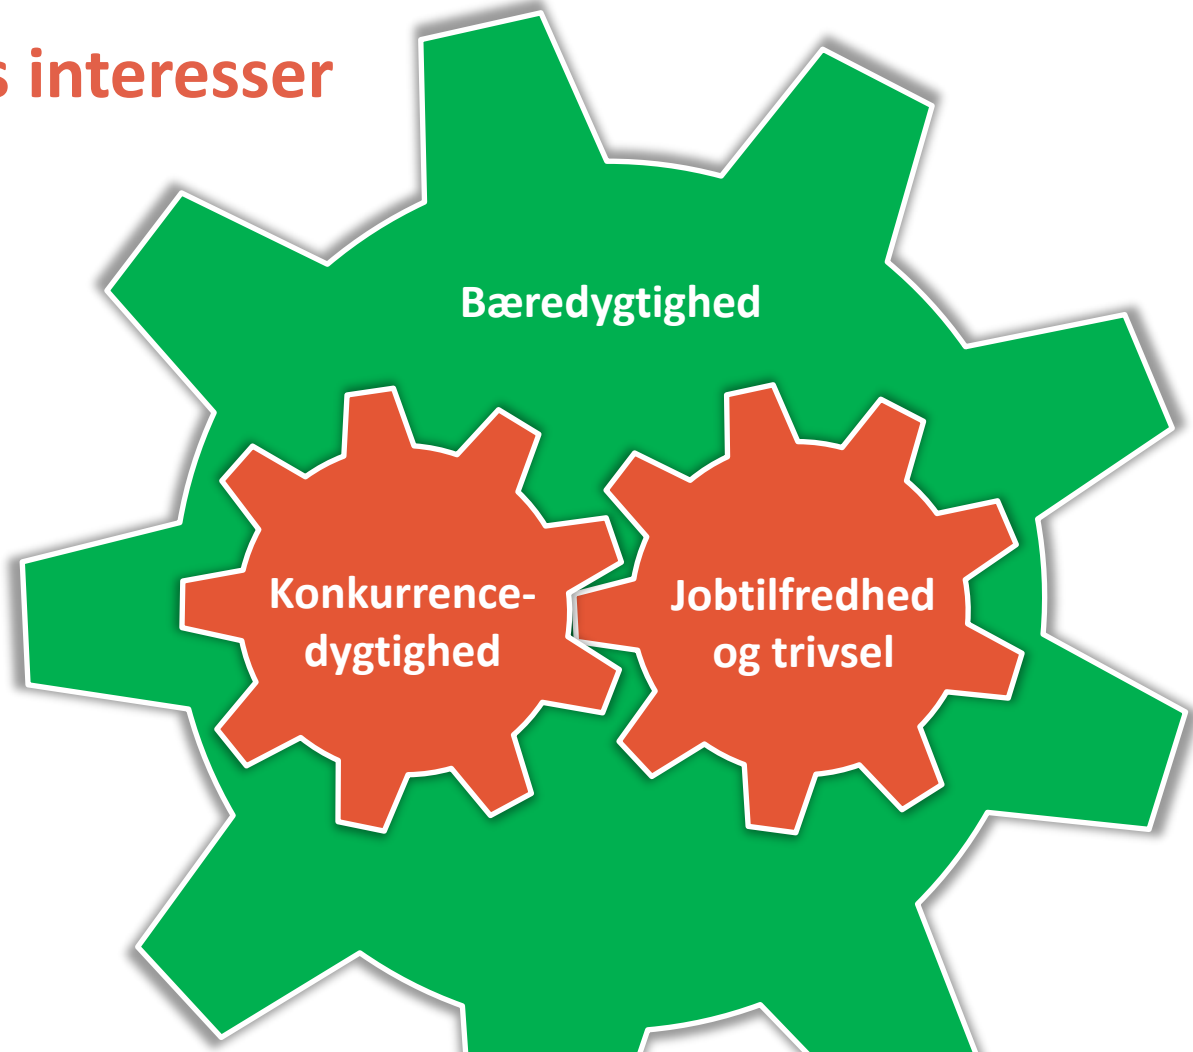 s interesser
Bæredygtighed
Konkurrence-
dygtighed
Jobtilfredhed
og trivsel